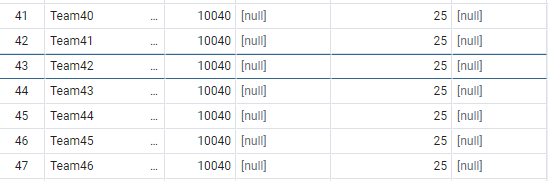 41 Team40 ... 10040 [null] 25 [null]
42 Team41 ... 10040 [null] 25 [null]
43 Team42 ... 10040 [null] 25 [null]
44 Team43 ... 10040 [null] 25 [null]
45 Team44 ... 10040 [null] 25 [null]
46 Team45 ... 10040 [null] 25 [null]
47 Team46 ... 10040 [null] 25 [null]